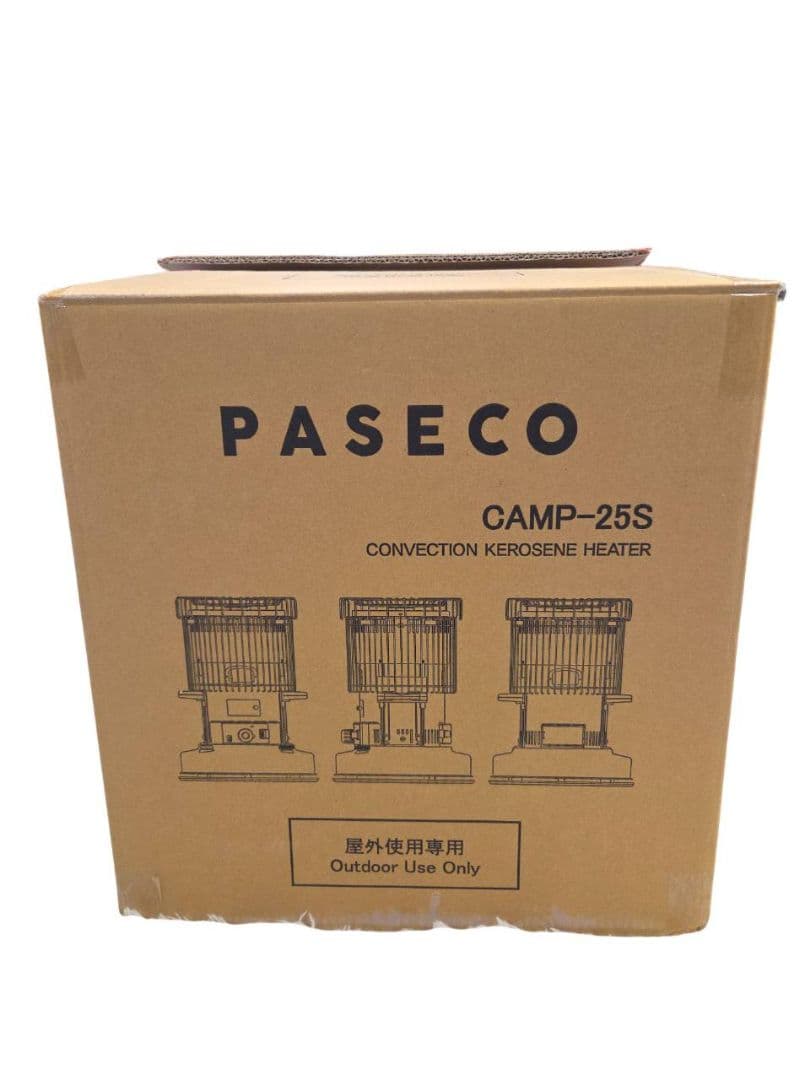 PASECO
CAMP-25S
CONVECTION KEROSENE HEATER
屋外使用専用
Outdoor Use Only